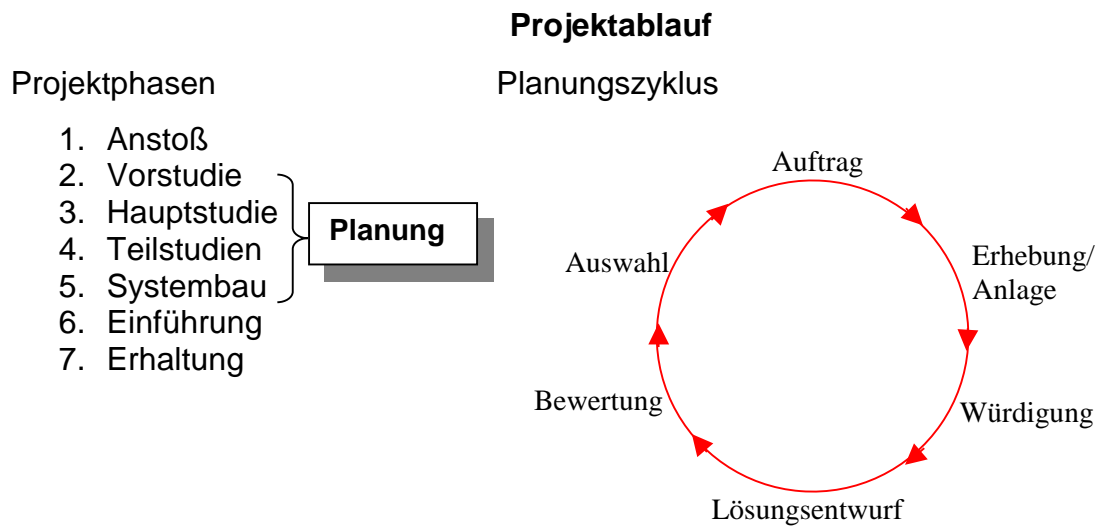 Projektablauf
Projektphasen
1. Anstoß
2. Vorstudie
3. Hauptstudie
4. Teilstudien
5. Systembau
6. Einführung
7. Erhaltung
Planung
Planungszyklus
Auftrag
Erhebung/
Anlage
Würdigung
Lösungsentwurf
Bewertung
Auswahl